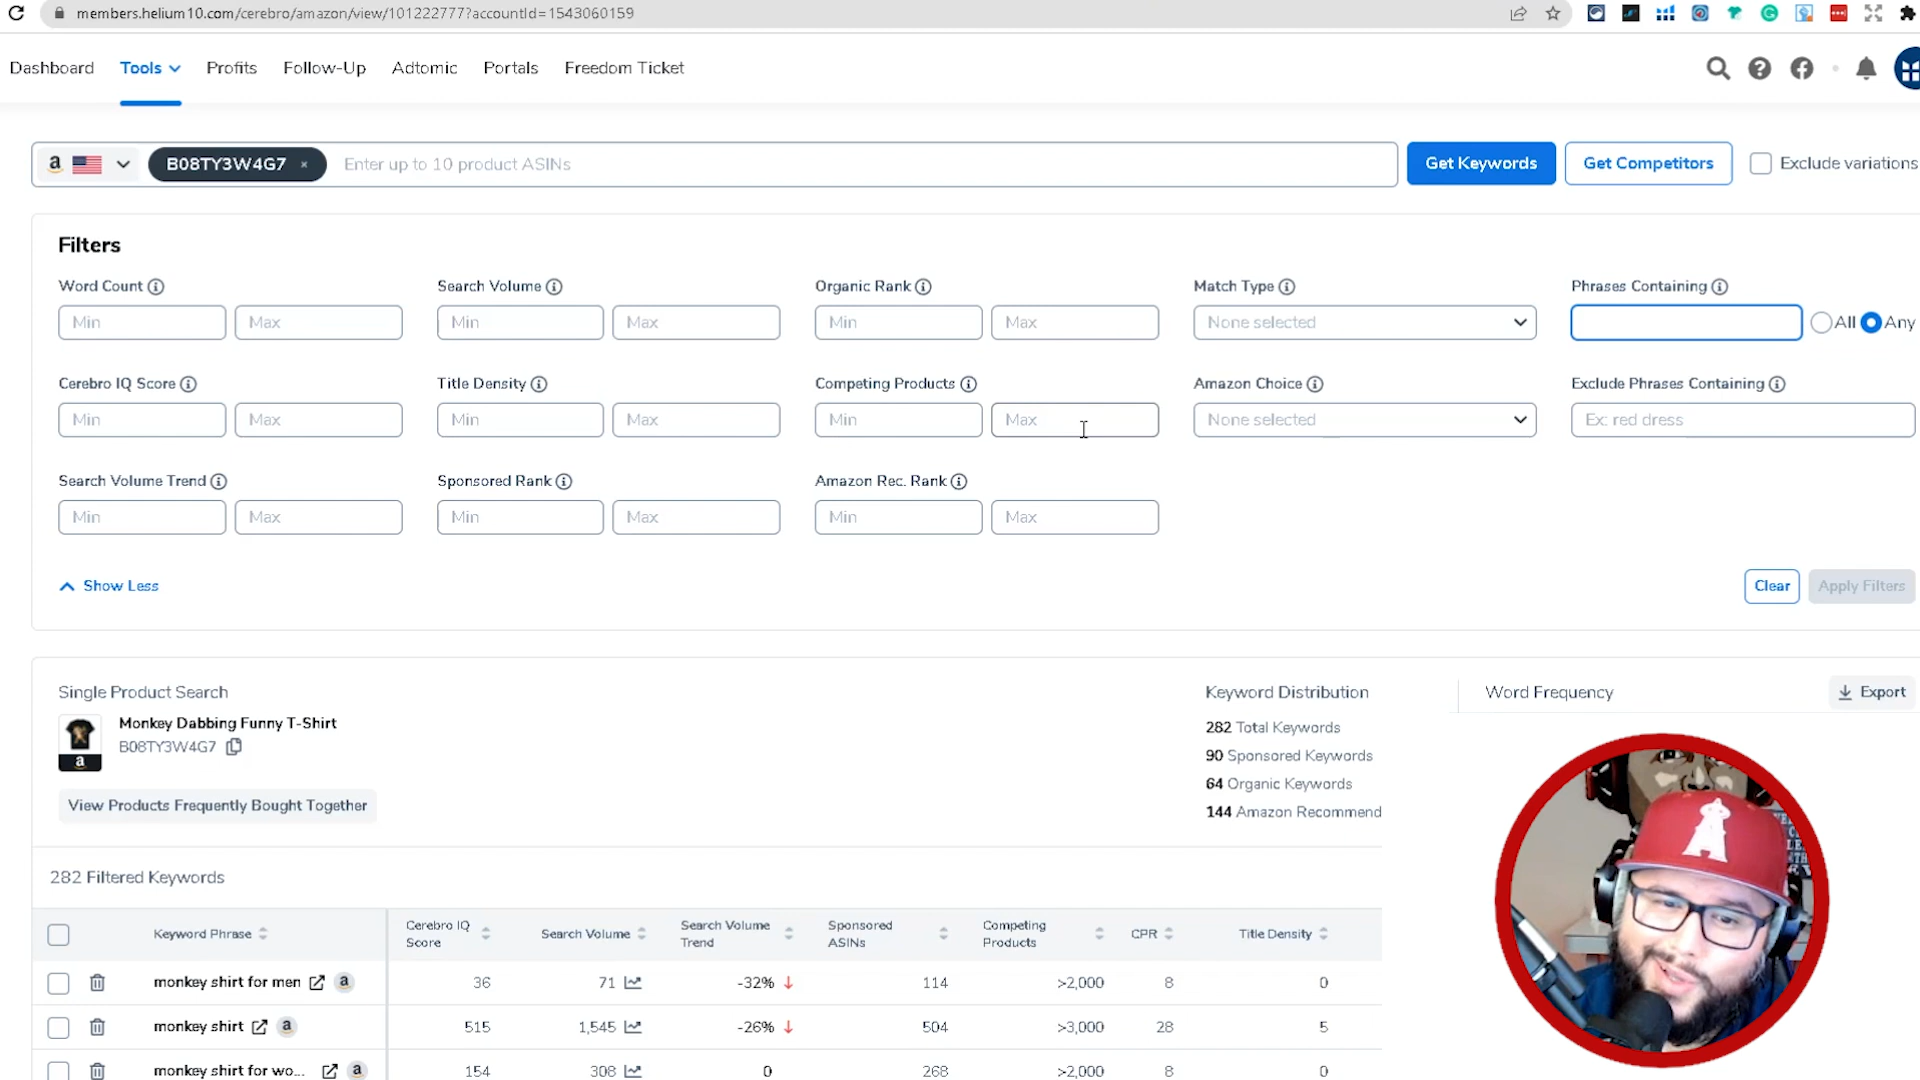 members.helium10.com/cerebro/amazon/view/101222777?accountId=1543060159
Dashboard Tools Profits Follow-Up Adtomic Portals Freedom Ticket
a B08TY3W4G7 × Enter up to 10 product ASINs Get Keywords Get Competitors Exclude variations
Filters
Word Count Search Volume Organic Rank Match Type Phrases Containing
Min Max Min Max Min Max None selected All Any
Cerebro IQ Score Title Density Competing Products Amazon Choice Exclude Phrases Containing
Min Max Min Max Min Max None selected Ex: red dress
Search Volume Trend Sponsored Rank Amazon Rec. Rank
Min Max Min Max Min Max
Show Less Clear Apply Filters
Single Product Search Keyword Distribution Word Frequency Export
Monkey Dabbing Funny T-Shirt
B08TY3W4G7
a
View Products Frequently Bought Together
282 Total Keywords
90 Sponsored Keywords
64 Organic Keywords
144 Amazon Recommend
282 Filtered Keywords
Keyword Phrase Cerebro IQ Score Search Volume Search Volume Trend Sponsored ASINs Competing Products CPR Title Density
monkey shirt for men a 36 71 -32% 114 >2,000 8 0
monkey shirt a 515 1,545 -26% 504 >3,000 28 5
monkey shirt for wo... a 154 308 0 268 >2,000 8 0
A